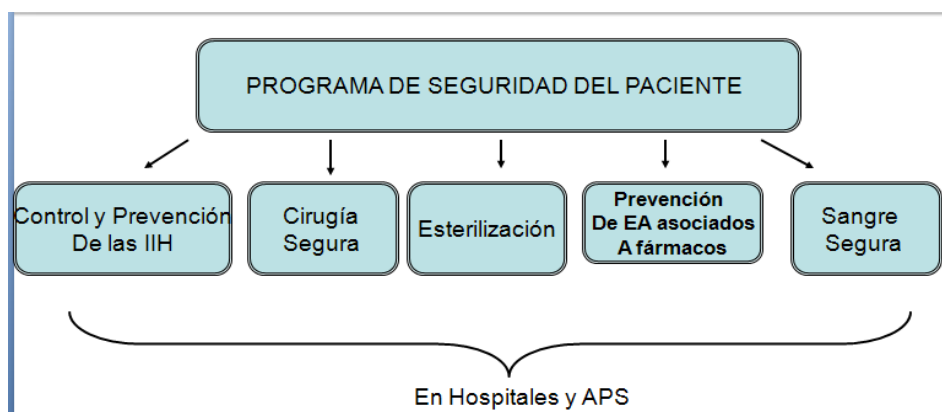 PROGRAMA DE SEGURIDAD DEL PACIENTE
Control y Prevención
De las IIH
Cirugía
Segura
Esterilización
Prevención
De EA asociados
A fármacos
Sangre
Segura
En Hospitales y APS